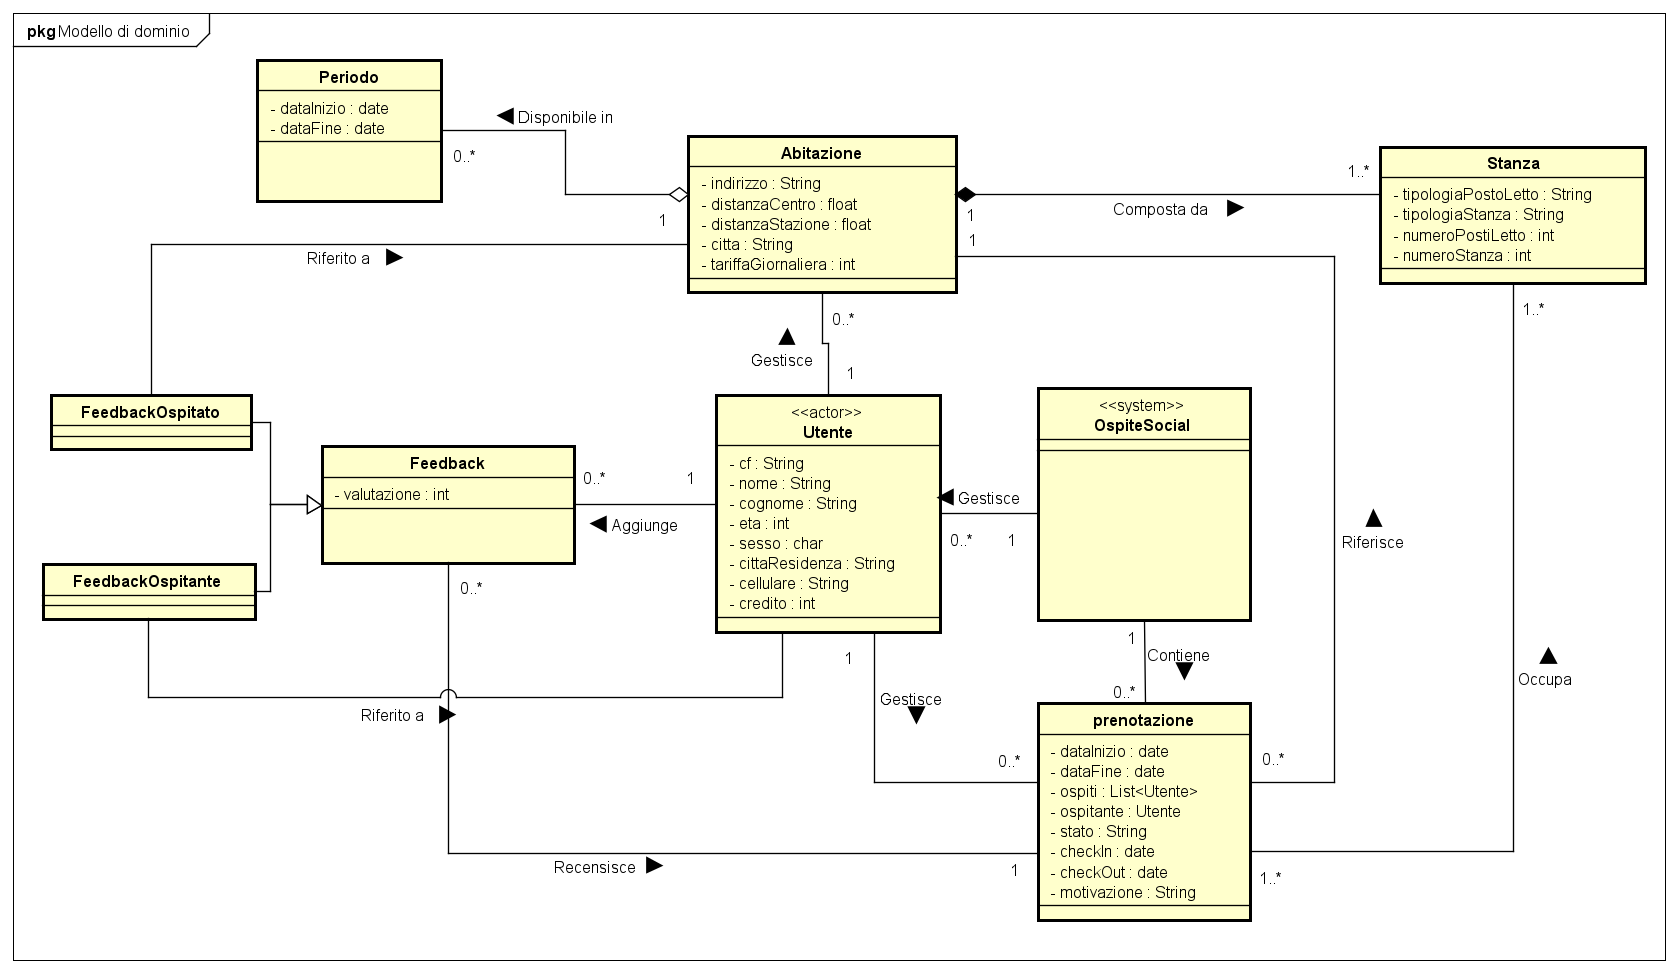 pkg Modello di dominio
Periodo
- dataInizio : date
- dataFine : date
Disponibile in
0..*
1
Abitazione
- indirizzo : String
- distanzaCentro : float
- distanzaStazione : float
- citta : String
- tariffaGiornaliera : int
1..*
1
Composta da
1
Stanza
- tipologiaPostoLetto : String
- tipologiaStanza : String
- numeroPostiLetto : int
- numeroStanza : int
1..*
Riferito a
0..*
Gestisce
1
FeedbackOspitato
Feedback
- valutazione : int
0..*
1
Aggiunge
0..*
<<actor>>
Utente
- cf : String
- nome : String
- cognome : String
- eta : int
- sesso : char
- cittaResidenza : String
- cellulare : String
- credito : int
Gestisce
0..*
1
<<system>>
OspiteSocial
Riferisce
FeedbackOspitante
1
1
Contiene
0..*
Gestisce
Occupa
Riferito a
0..*
0..*
prenotazione
- dataInizio : date
- dataFine : date
- ospiti : List<Utente>
- ospitante : Utente
- stato : String
- checkIn : date
- checkOut : date
- motivazione : String
Recensisce
1
1..*